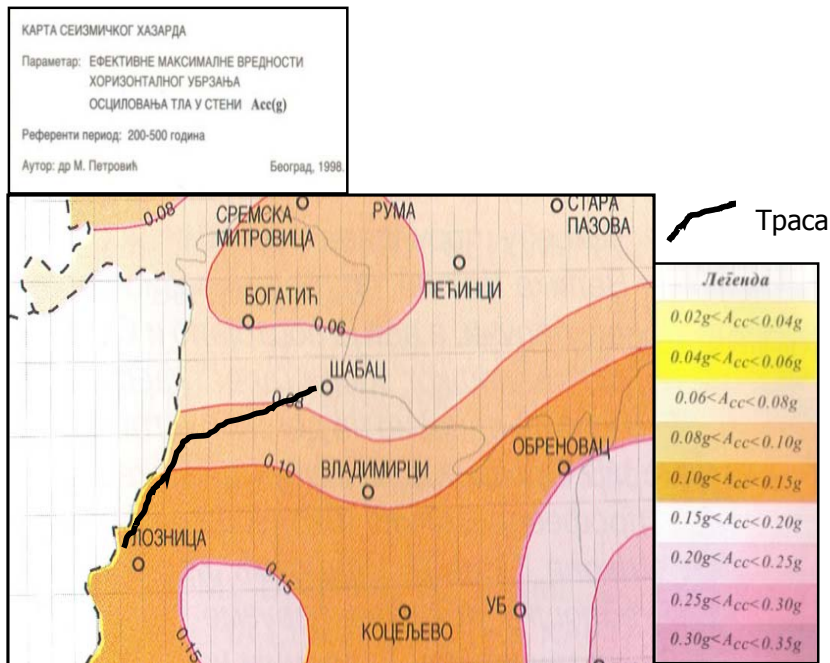 КАРТА СЕИЗМИЧКОГ ХАЗАРДА
Параметар: ЕФЕКТИВНЕ МАКСИМАЛНЕ ВРЕДНОСТИ
ХОРИЗОНТАЛНОГ УБРЗАЊА
ОСЦИЛОВАЊА ТЛА У СТЕНИ Acc(g)
Референти период: 200-500 година
Аутор: др М. Петровић Београд, 1998.
0.08
СРЕМСКА
МИТРОВИЦА
РУМА
СТАРА
ПАЗОВА
Траса
ПЕЋИНЦИ
БОГАТИЋ
0.06
ШАБАЦ
0.08
0.10
ВЛАДИМИРЦИ
ОБРЕНОВАЦ
ЛОЗНИЦА
0.15
УБ
КОЦЕЉЕВО
0.15
Легенда
0.02g<Acc<0.04g
0.04g<Acc<0.06g
0.06<Acc<0.08g
0.08g<Acc<0.10g
0.10g<Acc<0.15g
0.15g<Acc<0.20g
0.20g<Acc<0.25g
0.25g<Acc<0.30g
0.30g<Acc<0.35g